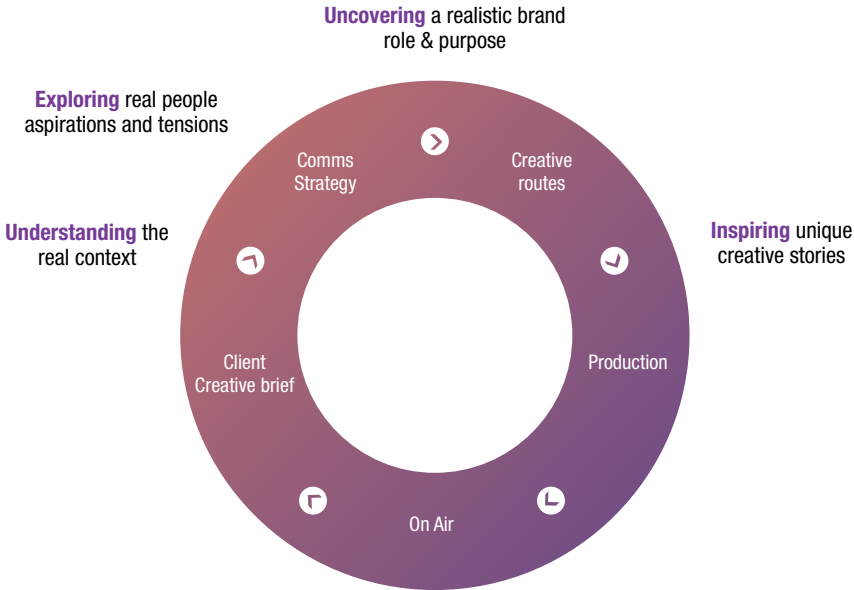 Uncovering a realistic brand
role & purpose
Exploring real people
aspirations and tensions
Comms
Strategy
Creative
routes
Understanding the
real context
Inspiring unique
creative stories
Client
Creative brief
Production
On Air